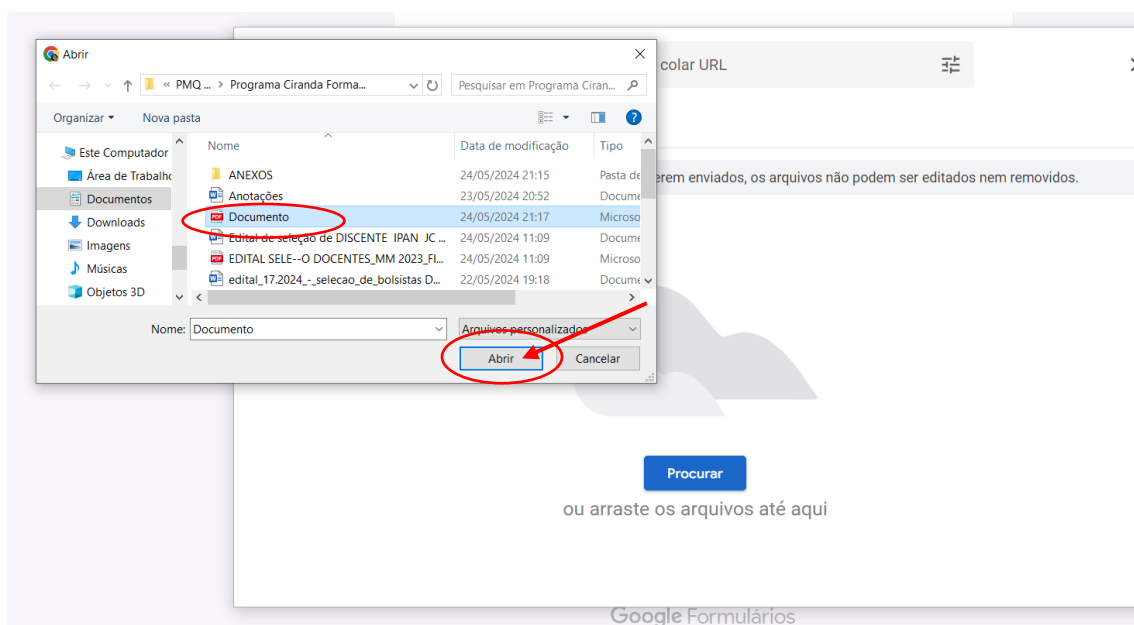 Abrir
« PMQ ... > Programa Ciranda Forma...
Pesquisar em Programa Ciran...
colar URL
Organizar
Nova pasta
?
Este Computador
Área de Trabalho
Documentos
Downloads
Imagens
Músicas
Objetos 3D
Nome Data de modificação Tipo
ANEXOS 24/05/2024 21:15 Pasta de
Anotações 23/05/2024 20:52 Docume
PDF Documento 24/05/2024 21:17 Microso
Edital de seleção de DISCENTE IPAN JC ... 24/05/2024 11:09 Docume
PDF EDITAL SELE--O DOCENTES_MM 2023_FI... 24/05/2024 11:09 Microso
edital_17.2024_-_selecao_de_bolsistas D... 22/05/2024 19:18 Docume
erem enviados, os arquivos não podem ser editados nem removidos.
Nome: Documento
Arquivos personalizados
Abrir
Cancelar
Procurar
ou arraste os arquivos até aqui
Google Formulários